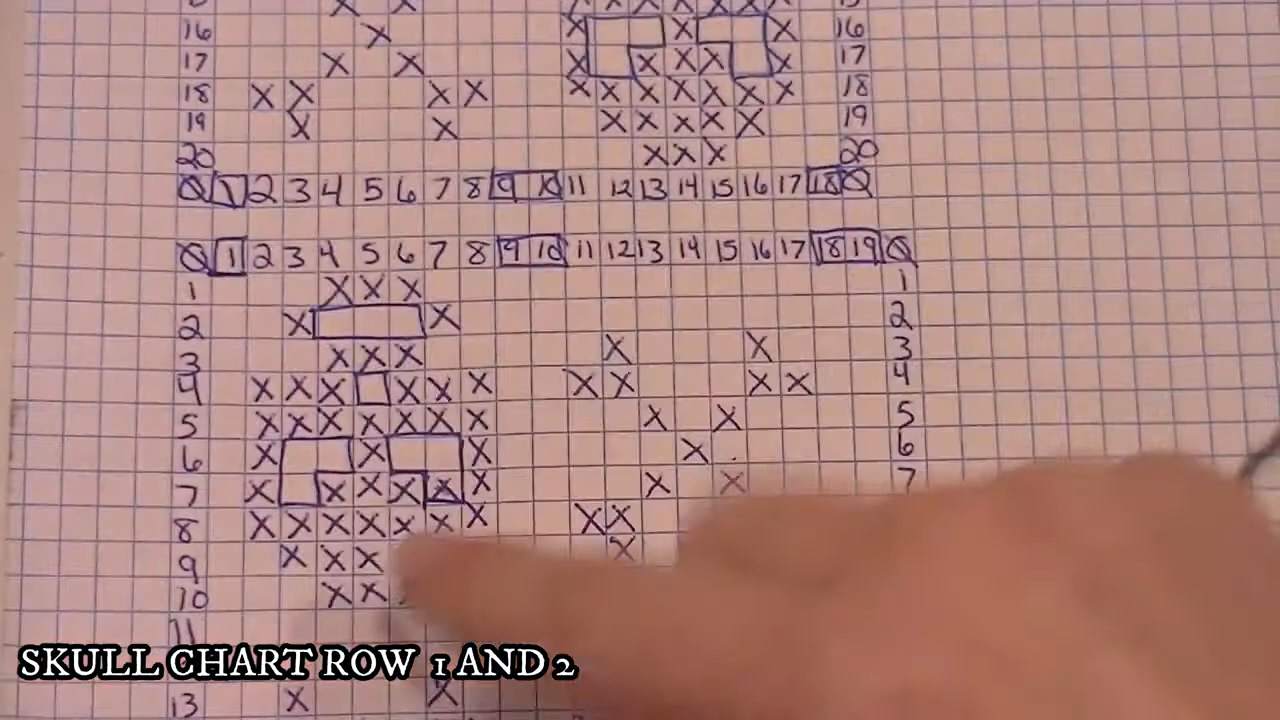 X X X X X X X X X 15
16 X X X X 16
17 X X X X X X X 17
18 X X X X X X X X X X X 18
19 X X X X X X X 19
20 X X X 20
0 1 2 3 4 5 6 7 8 9 10 11 12 13 14 15 16 17 18 0
0 1 2 3 4 5 6 7 8 9 10 11 12 13 14 15 16 17 18 19 0
1 X X X 1
2 X X 2
3 X X X X X 3
4 X X X X X X X X X X 4
5 X X X X X X X X X 5
6 X X X X 6
7 X X X X X X X X 7
8 X X X X X X X X X
9 X X X X
10 X X
11
13 X X
SKULL CHART ROW 1 AND 2